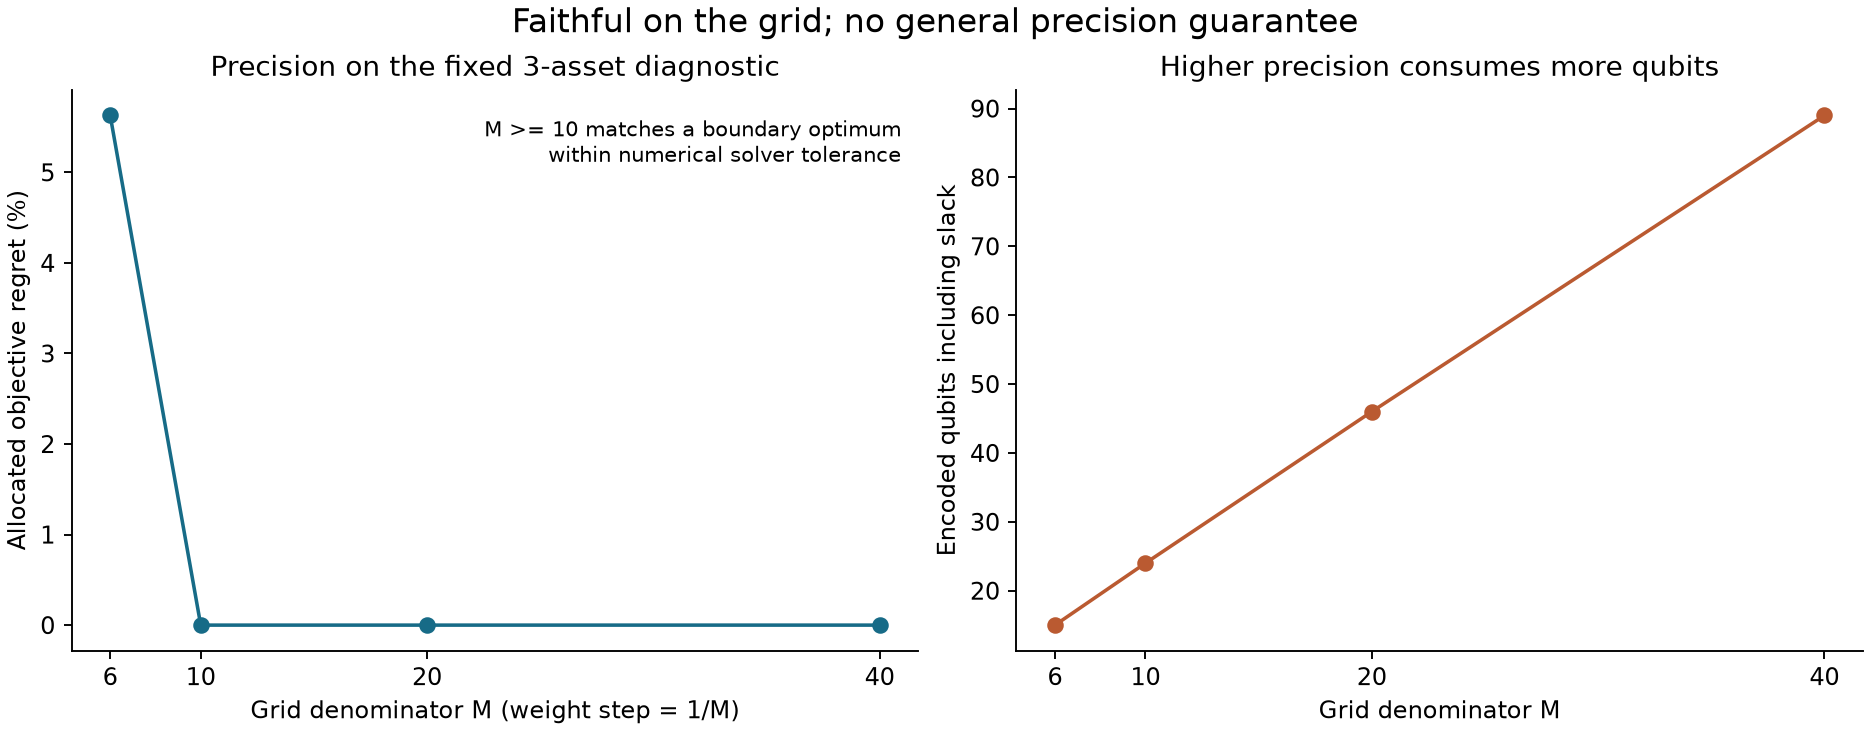 Faithful on the grid; no general precision guarantee
Precision on the fixed 3-asset diagnostic
M >= 10 matches a boundary optimum
within numerical solver tolerance
Allocated objective regret (%)
5
4
3
2
1
0
6 10 20 40
Grid denominator M (weight step = 1/M)
Higher precision consumes more qubits
Encoded qubits including slack
90
80
70
60
50
40
30
20
6 10 20 40
Grid denominator M